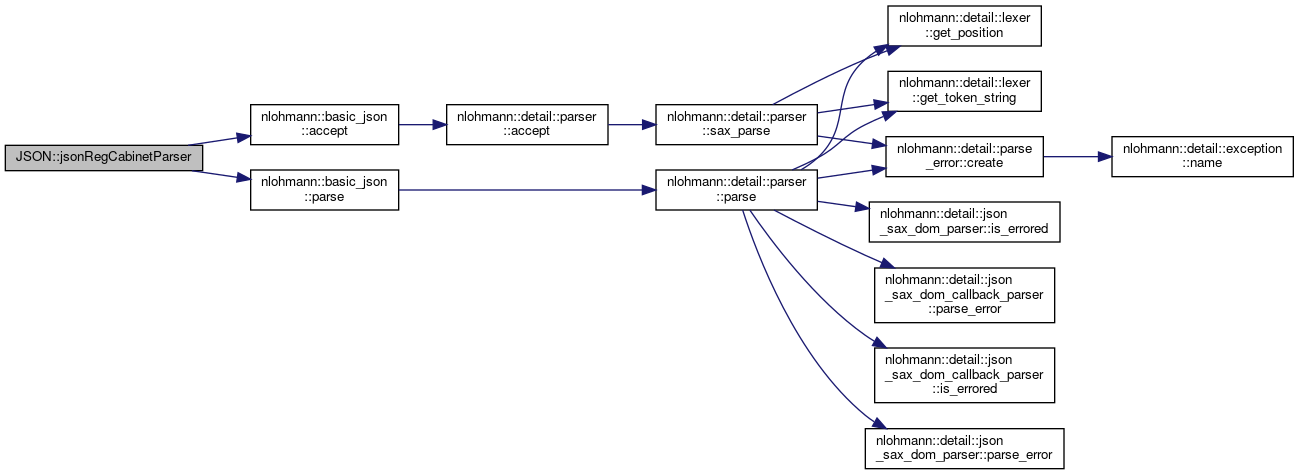 JSON::jsonRegCabinetParser
nlohmann::basic_json
::accept
nlohmann::detail::parser
::accept
nlohmann::detail::parser
::sax_parse
nlohmann::detail::lexer
::get_position
nlohmann::detail::lexer
::get_token_string
nlohmann::detail::parse
_error::create
nlohmann::detail::exception
::name
nlohmann::basic_json
::parse
nlohmann::detail::parser
::parse
nlohmann::detail::json
_sax_dom_parser::is_errored
nlohmann::detail::json
_sax_dom_callback_parser
::parse_error
nlohmann::detail::json
_sax_dom_callback_parser
::is_errored
nlohmann::detail::json
_sax_dom_parser::parse_error